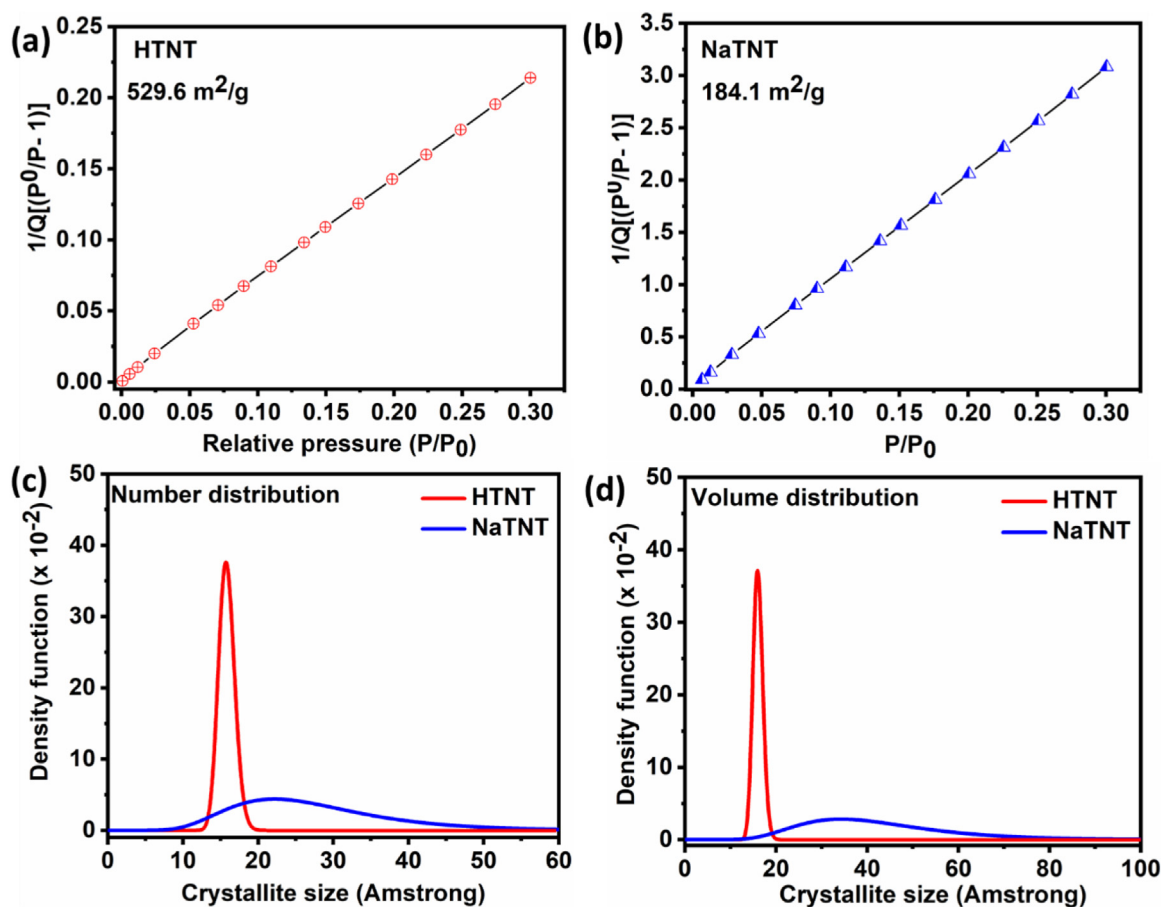 (a)
HTNT
529.6 m²/g
1/Q[(P⁰/P- 1)]
0.25
0.20
0.15
0.10
0.05
0.00
0.00 0.05 0.10 0.15 0.20 0.25 0.30
Relative pressure (P/P₀)
(b)
NaTNT
184.1 m²/g
1/Q[(P⁰/P- 1)]
3.5
3.0
2.5
2.0
1.5
1.0
0.5
0.0
0.00 0.05 0.10 0.15 0.20 0.25 0.30
P/P₀
(c)
Number distribution
HTNT
NaTNT
Density function (x 10⁻²)
50
40
30
20
10
0
0 10 20 30 40 50 60
Crystallite size (Amstrong)
(d)
Volume distribution
HTNT
NaTNT
Density function (x 10⁻²)
50
40
30
20
10
0
0 20 40 60 80 100
Crystallite size (Amstrong)